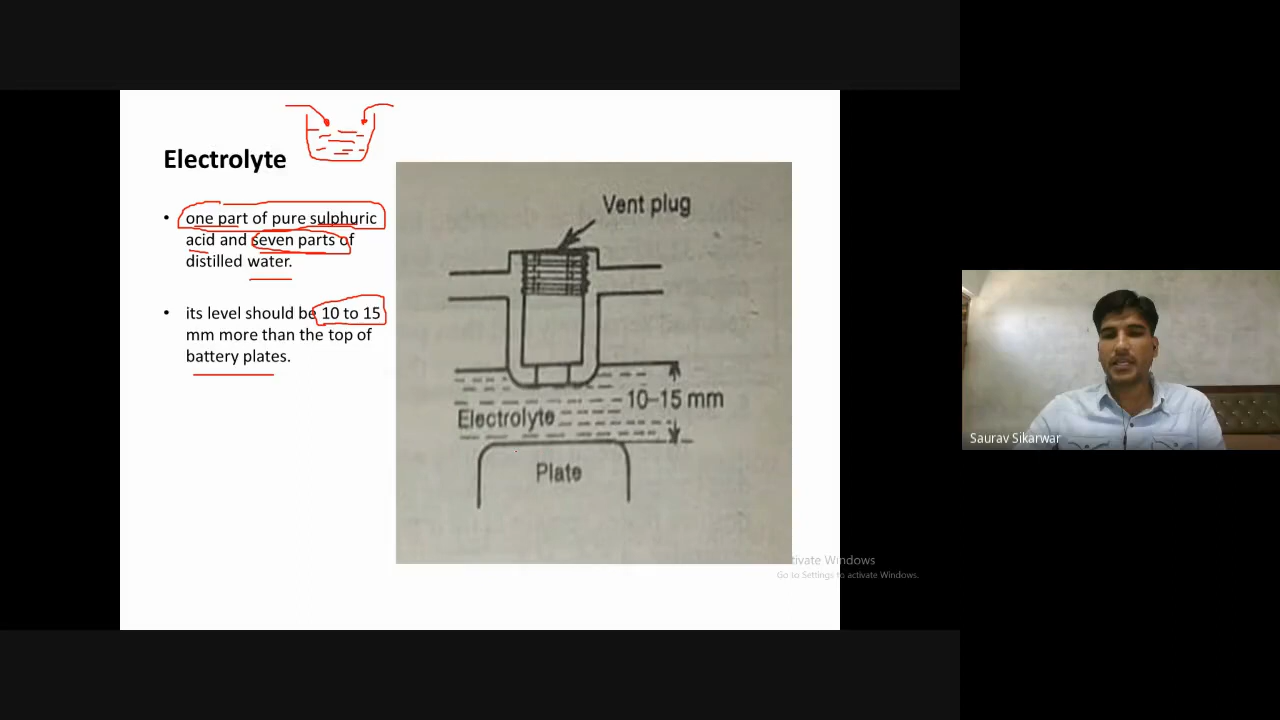 Electrolyte
• one part of pure sulphuric
acid and seven parts of
distilled water.
• its level should be 10 to 15
mm more than the top of
battery plates.
Vent plug
10–15 mm
Electrolyte
Plate
Saurav Sikarwar
tivate Windows
Go to Settings to activate Windows.